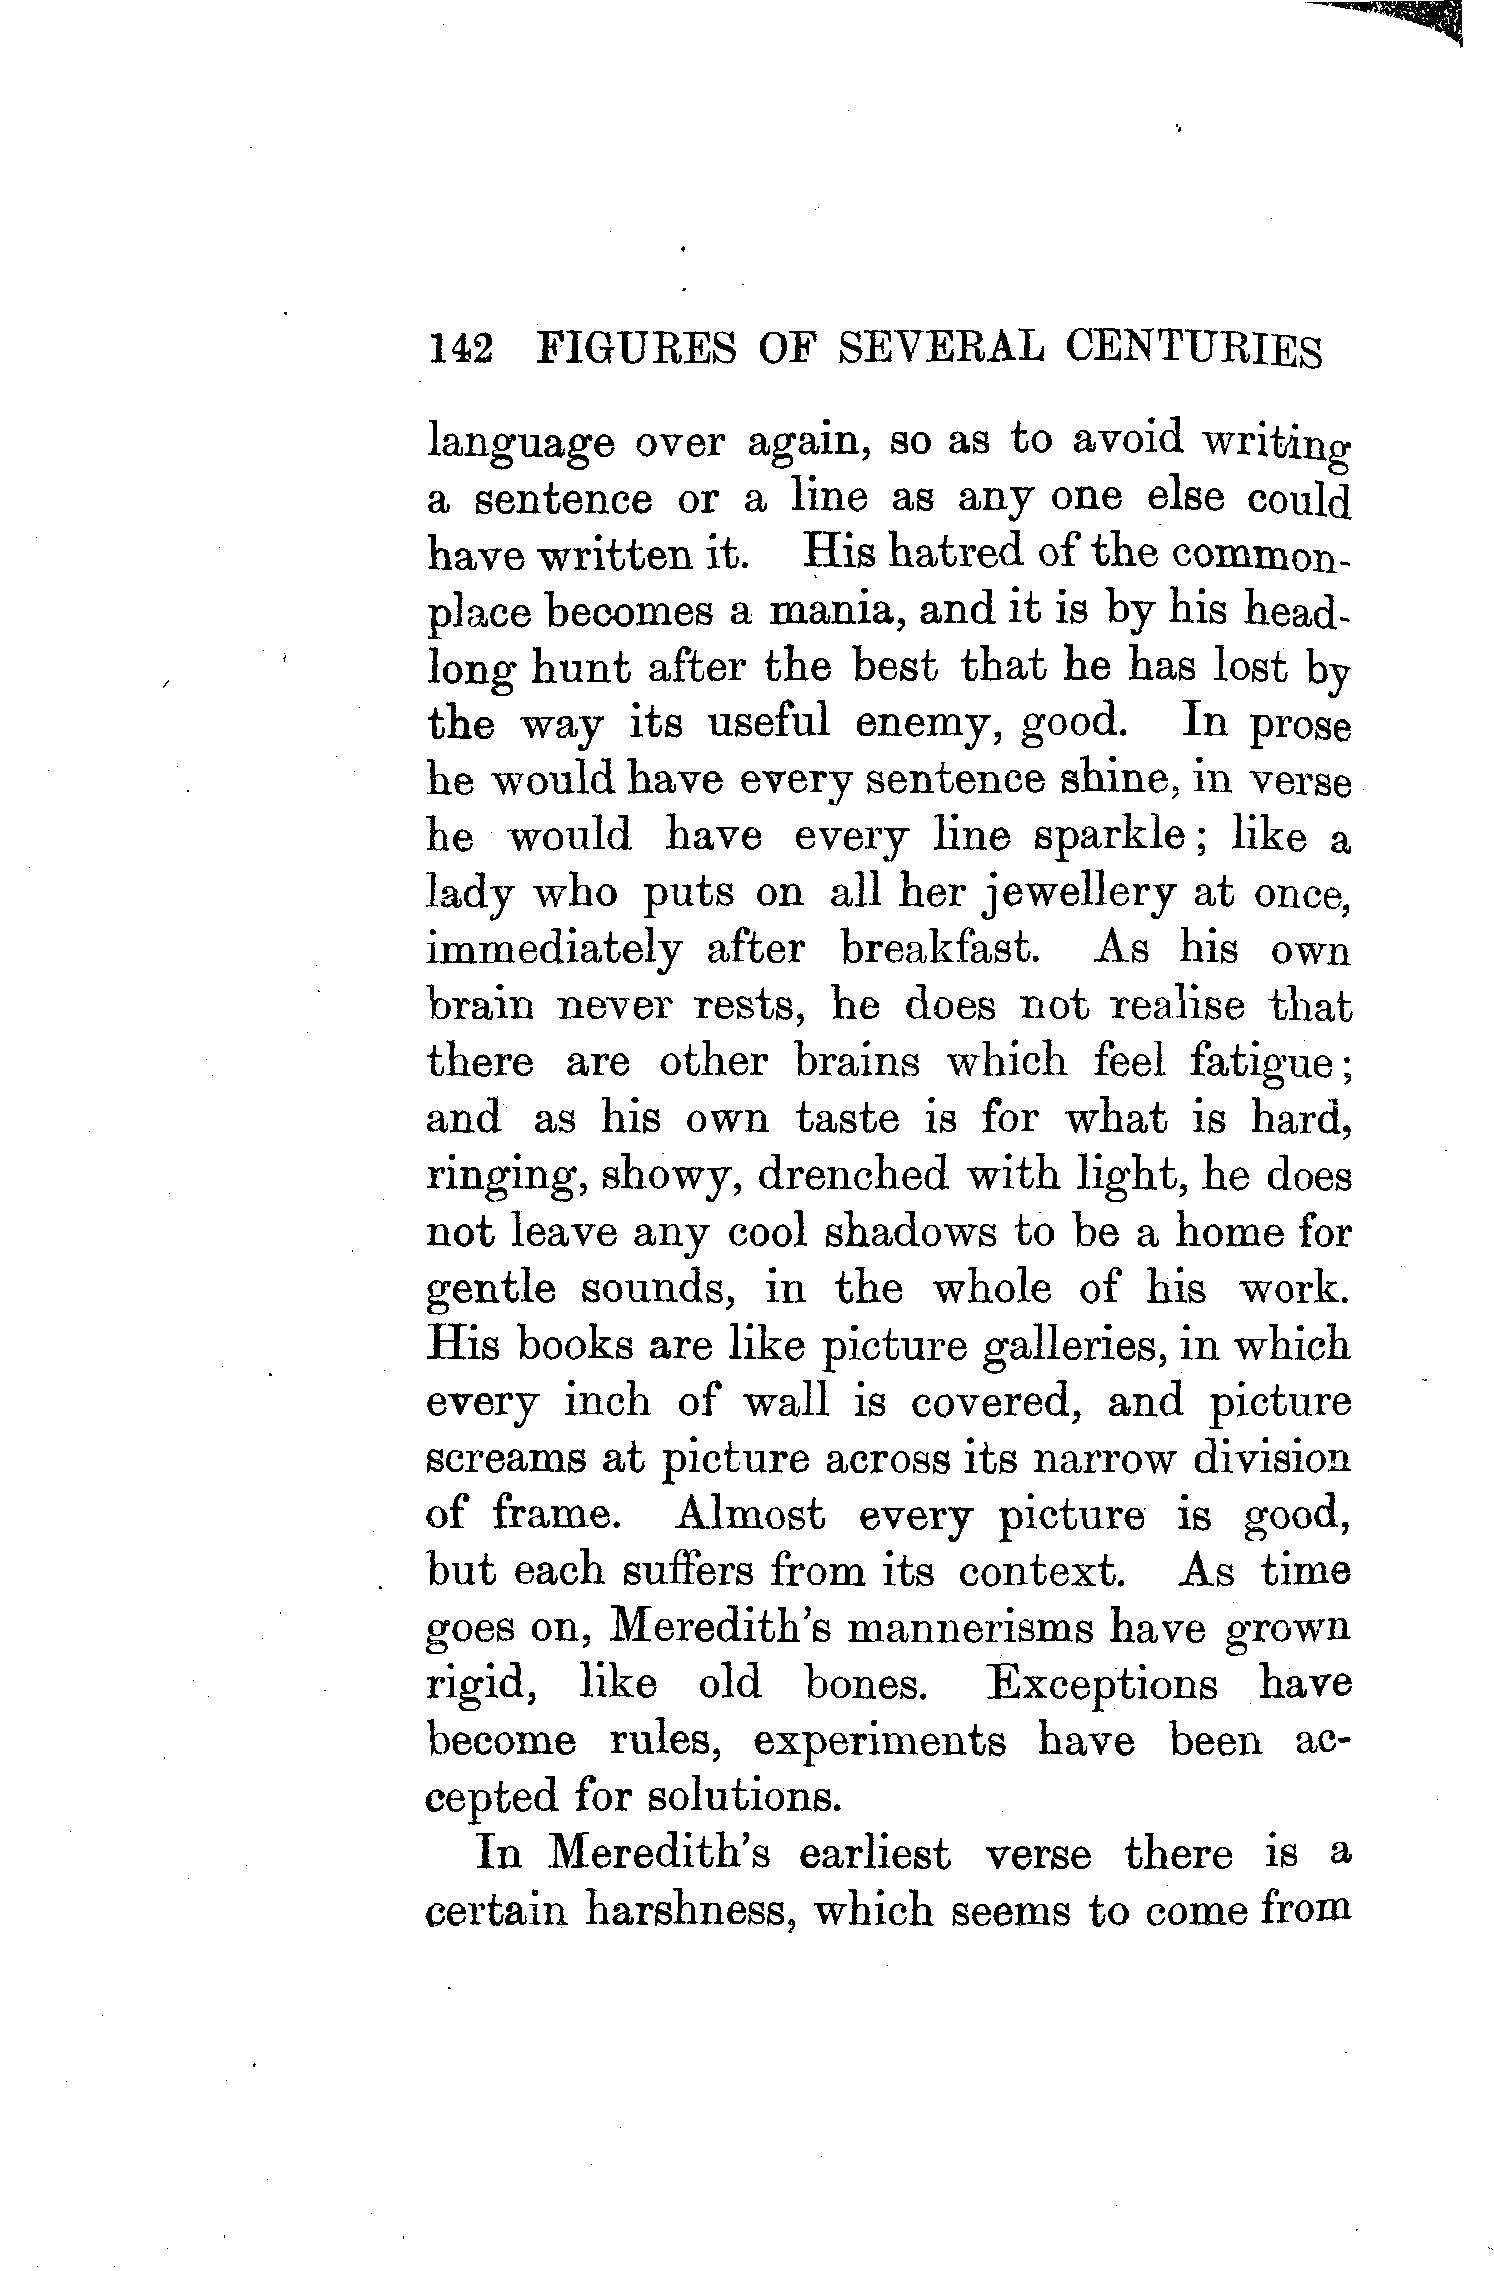 142 FIGURES OF SEVERAL CENTURIES
language over again, so as to avoid writing
a sentence or a line as any one else could
have written it. His hatred of the common-
place becomes a mania, and it is by his head-
long hunt after the best that he has lost by
the way its useful enemy, good. In prose
he would have every sentence shine, in verse
he would have every line sparkle; like a
lady who puts on all her jewellery at once,
immediately after breakfast. As his own
brain never rests, he does not realise that
there are other brains which feel fatigue;
and as his own taste is for what is hard,
ringing, showy, drenched with light, he does
not leave any cool shadows to be a home for
gentle sounds, in the whole of his work.
His books are like picture galleries, in which
every inch of wall is covered, and picture
screams at picture across its narrow division
of frame. Almost every picture is good,
but each suffers from its context. As time
goes on, Meredith's mannerisms have grown
rigid, like old bones. Exceptions have
become rules, experiments have been ac-
cepted for solutions.
In Meredith's earliest verse there is a
certain harshness, which seems to come from